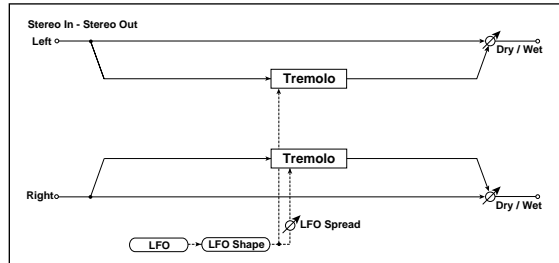 Stereo In - Stereo Out
Left
Dry / Wet
Tremolo
Tremolo
Right
Dry / Wet
LFO Spread
LFO
LFO Shape